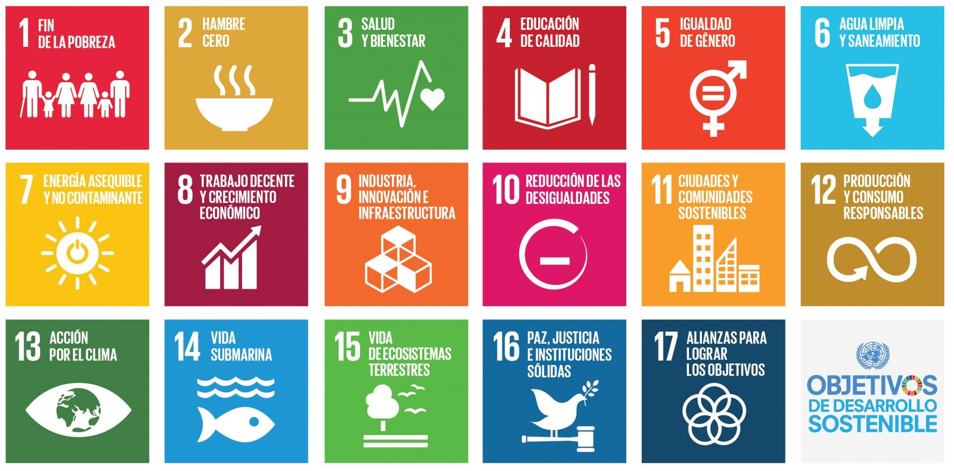 1 FIN
DE LA POBREZA
2 HAMBRE
CERO
3 SALUD
Y BIENESTAR
4 EDUCACIÓN
DE CALIDAD
5 IGUALDAD
DE GÉNERO
6 AGUA LIMPIA
Y SANEAMIENTO
7 ENERGÍA ASEQUIBLE
Y NO CONTAMINANTE
8 TRABAJO DECENTE
Y CRECIMIENTO
ECONÓMICO
9 INDUSTRIA,
INNOVACIÓN E
INFRAESTRUCTURA
10 REDUCCIÓN DE LAS
DESIGUALDADES
11 CIUDADES Y
COMUNIDADES
SOSTENIBLES
12 PRODUCCIÓN
Y CONSUMO
RESPONSABLES
13 ACCIÓN
POR EL CLIMA
14 VIDA
SUBMARINA
15 VIDA
DE ECOSISTEMAS
TERRESTRES
16 PAZ, JUSTICIA
E INSTITUCIONES
SÓLIDAS
17 ALIANZAS PARA
LOGRAR
LOS OBJETIVOS
OBJETIVOS
DE DESARROLLO
SOSTENIBLE